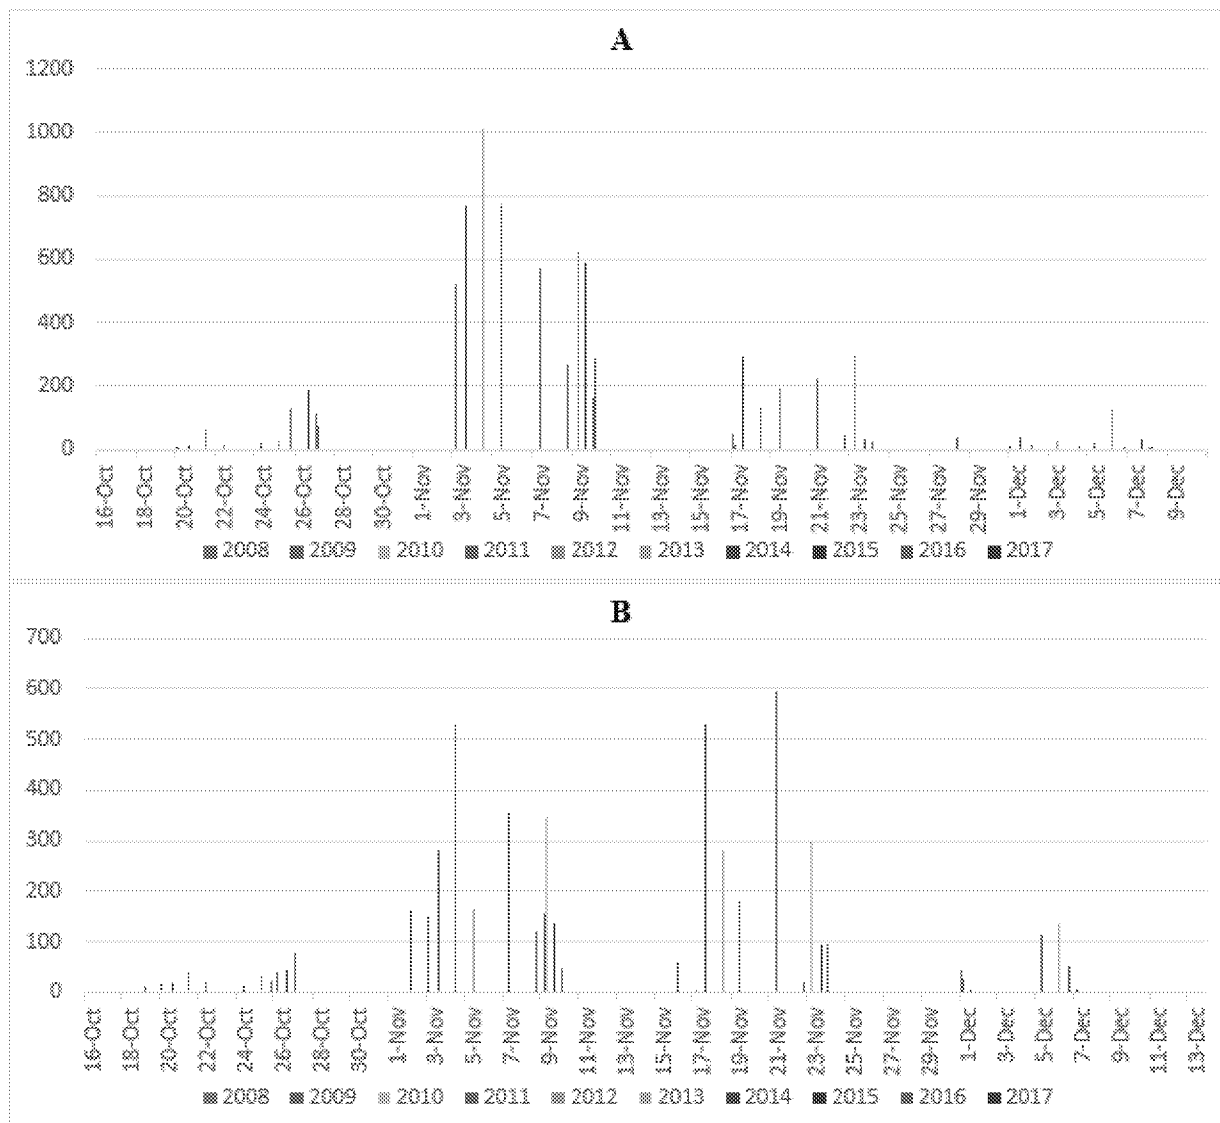 A
1200
1000
800
600
400
200
0
16-Oct 18-Oct 20-Oct 22-Oct 24-Oct 26-Oct 28-Oct 30-Oct 1-Nov 3-Nov 5-Nov 7-Nov 9-Nov 11-Nov 13-Nov 15-Nov 17-Nov 19-Nov 21-Nov 23-Nov 25-Nov 27-Nov 29-Nov 1-Dec 3-Dec 5-Dec 7-Dec 9-Dec
2008 2009 2010 2011 2012 2013 2014 2015 2016 2017
B
700
600
500
400
300
200
100
0
16-Oct 18-Oct 20-Oct 22-Oct 24-Oct 26-Oct 28-Oct 30-Oct 1-Nov 3-Nov 5-Nov 7-Nov 9-Nov 11-Nov 13-Nov 15-Nov 17-Nov 19-Nov 21-Nov 23-Nov 25-Nov 27-Nov 29-Nov 1-Dec 3-Dec 5-Dec 7-Dec 9-Dec 11-Dec 13-Dec
2008 2009 2010 2011 2012 2013 2014 2015 2016 2017